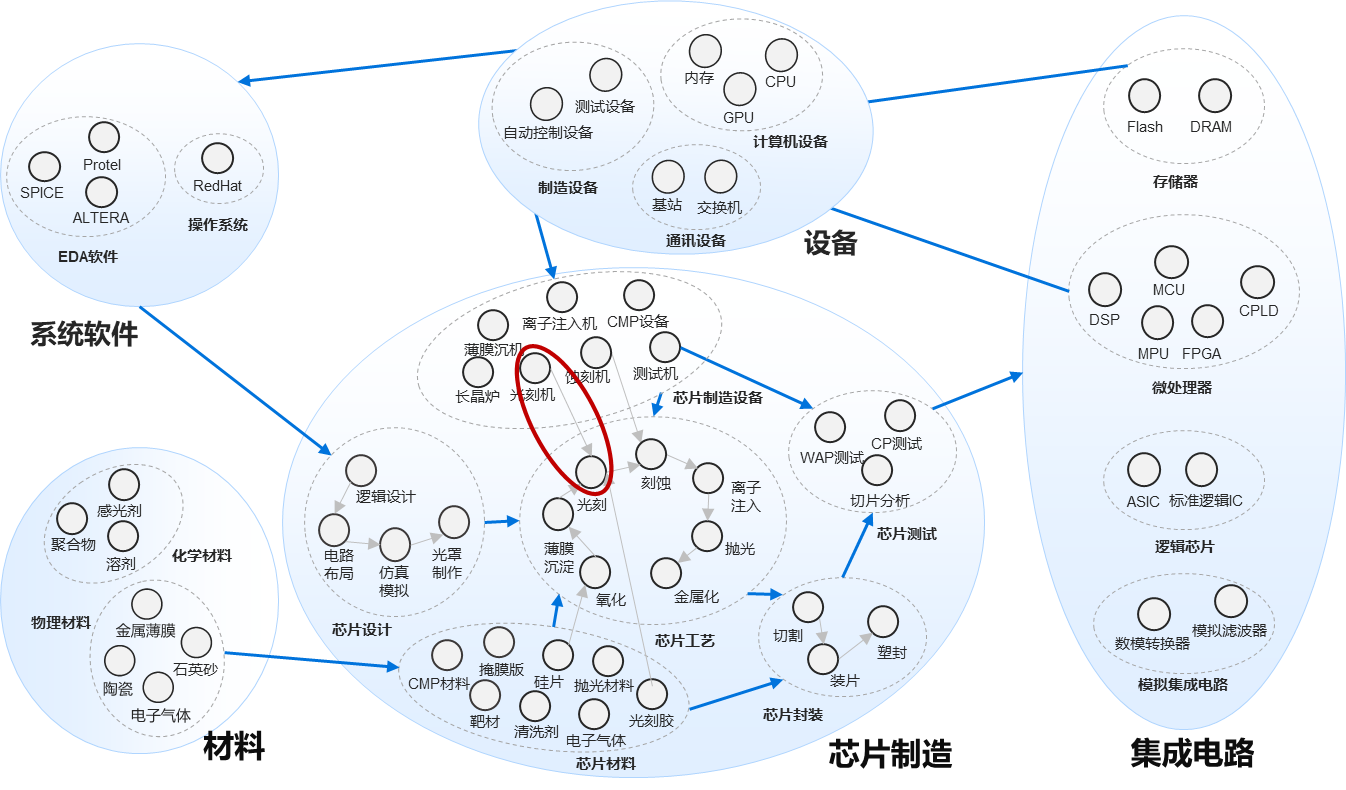 SPICE
Protel
ALTERA
EDA软件
RedHat
操作系统
系统软件
测试设备
自动控制设备
制造设备
内存
CPU
GPU
计算机设备
基站
交换机
通讯设备
设备
Flash
DRAM
存储器
DSP
MCU
CPLD
MPU
FPGA
微处理器
ASIC
标准逻辑IC
逻辑芯片
数模转换器
模拟滤波器
模拟集成电路
集成电路
离子注入机
CMP设备
薄膜沉机
长晶炉
光刻机
蚀刻机
测试机
芯片制造设备
逻辑设计
电路
布局
仿真
模拟
光罩
制作
芯片设计
光刻
刻蚀
离子
注入
薄膜
沉淀
抛光
氧化
金属化
芯片工艺
WAP测试
CP测试
切片分析
芯片测试
切割
塑封
装片
芯片封装
CMP材料
掩膜版
硅片
抛光材料
靶材
清洗剂
电子气体
光刻胶
芯片材料
芯片制造
感光剂
聚合物
溶剂
化学材料
物理材料
金属薄膜
石英砂
陶瓷
电子气体
材料